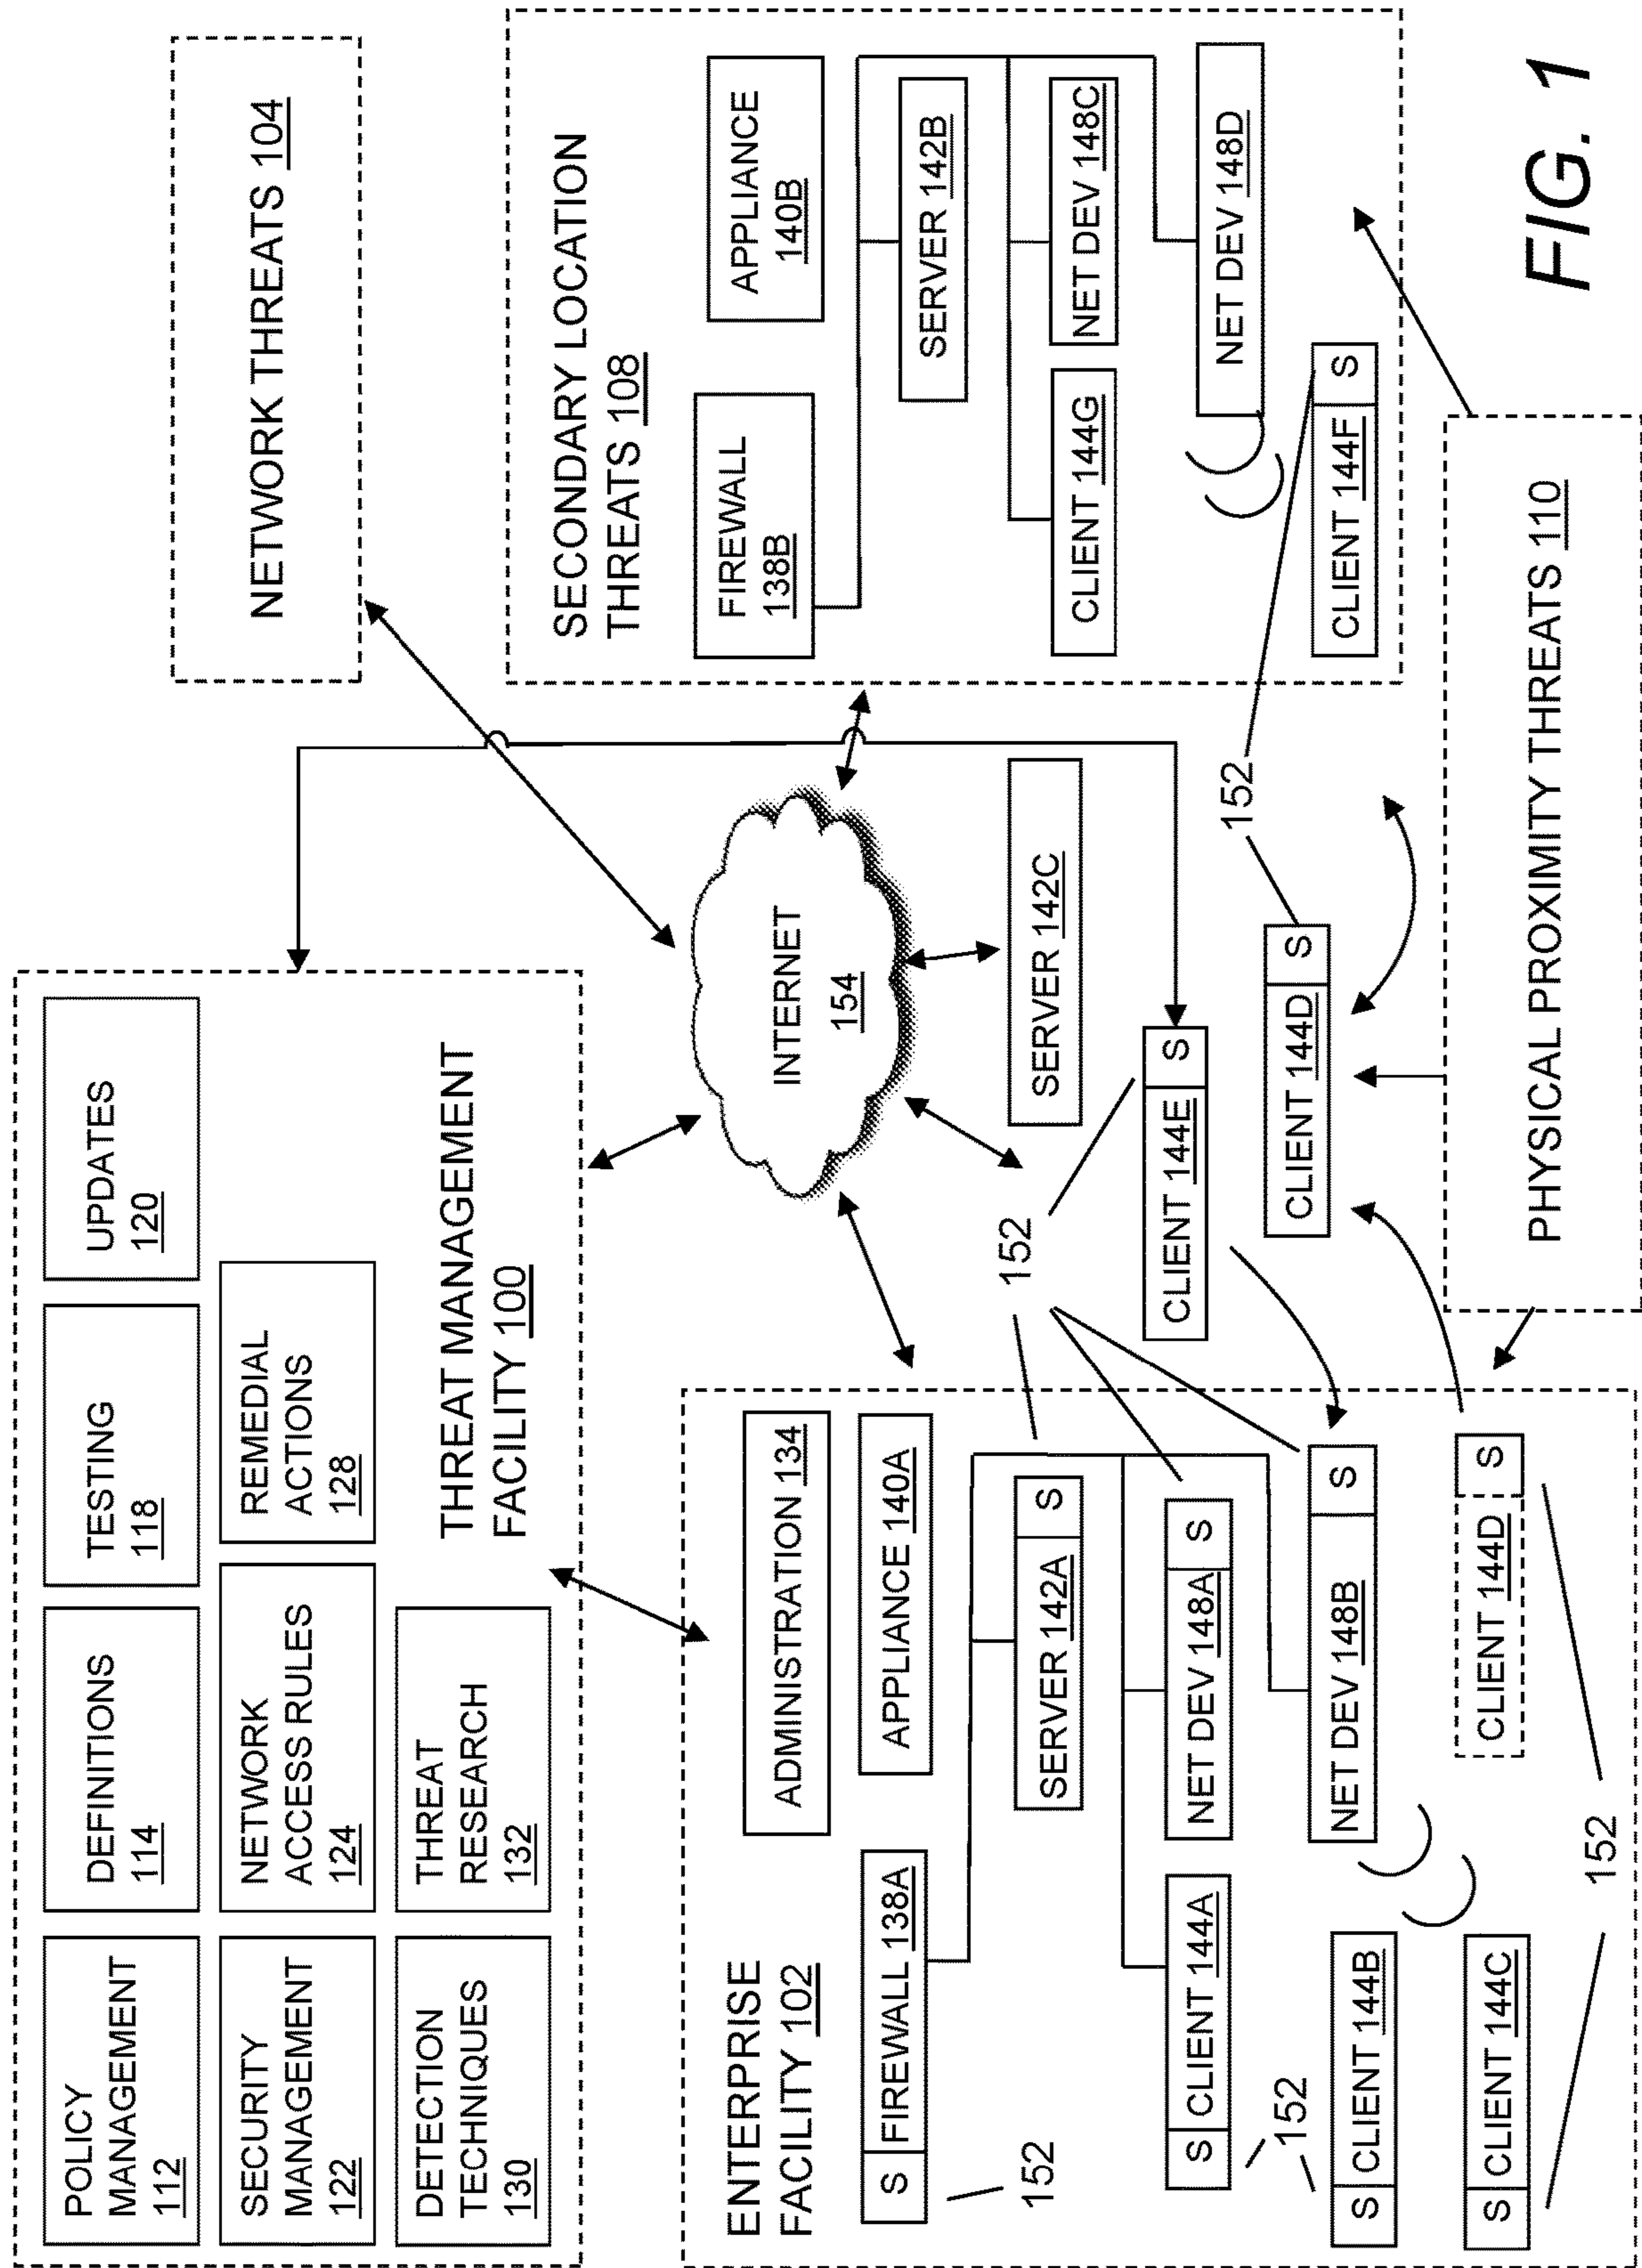 POLICY
MANAGEMENT
112
DEFINITIONS
114
TESTING
118
UPDATES
120
SECURITY
MANAGEMENT
122
NETWORK
ACCESS RULES
124
REMEDIAL
ACTIONS
128
DETECTION
TECHNIQUES
130
THREAT
RESEARCH
132
THREAT MANAGEMENT
FACILITY 100
NETWORK THREATS 104
INTERNET
154
ENTERPRISE
FACILITY 102
ADMINISTRATION 134
S FIREWALL 138A
APPLIANCE 140A
152
SERVER 142A S
152
S CLIENT 144A
NET DEV 148A S
152
S CLIENT 144B
NET DEV 148B S
S CLIENT 144C
CLIENT 144D S
152
SERVER 142C
CLIENT 144E S
CLIENT 144D S
152
SECONDARY LOCATION
THREATS 108
FIREWALL
138B
APPLIANCE
140B
SERVER 142B
CLIENT 144G
NET DEV 148C
NET DEV 148D
CLIENT 144F S
PHYSICAL PROXIMITY THREATS 110
FIG. 1